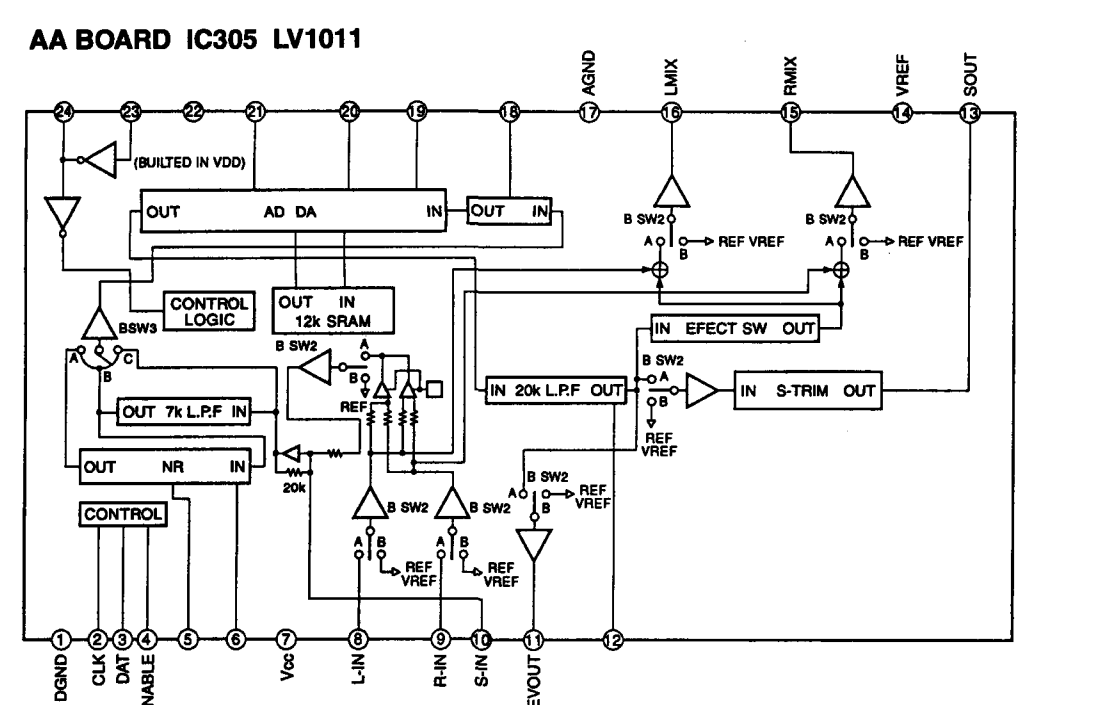 AA BOARD IC305 LV1011
AGND
LMIX
RMIX
VREF
SOUT
24
23
22
21
20
19
18
17
16
15
14
13
(BUILTED IN VDD)
OUT AD DA IN
OUT IN
B SW2
A
B
REF VREF
B SW2
A
B
REF VREF
CONTROL
LOGIC
OUT IN
12k SRAM
IN EFECT SW OUT
BSW3
A
B
C
B SW2
A
B
REF
OUT 7k L.P.F IN
IN 20k L.P.F OUT
B SW2
A
B
REF
VREF
IN S-TRIM OUT
OUT NR IN
20k
CONTROL
B SW2
A
B
REF
VREF
B SW2
A
B
REF
VREF
B SW2
A
B
REF
VREF
1
2
3
4
5
6
7
8
9
10
11
12
DGND
CLK
DAT
NABLE
Vcc
L-IN
R-IN
S-IN
EVOUT